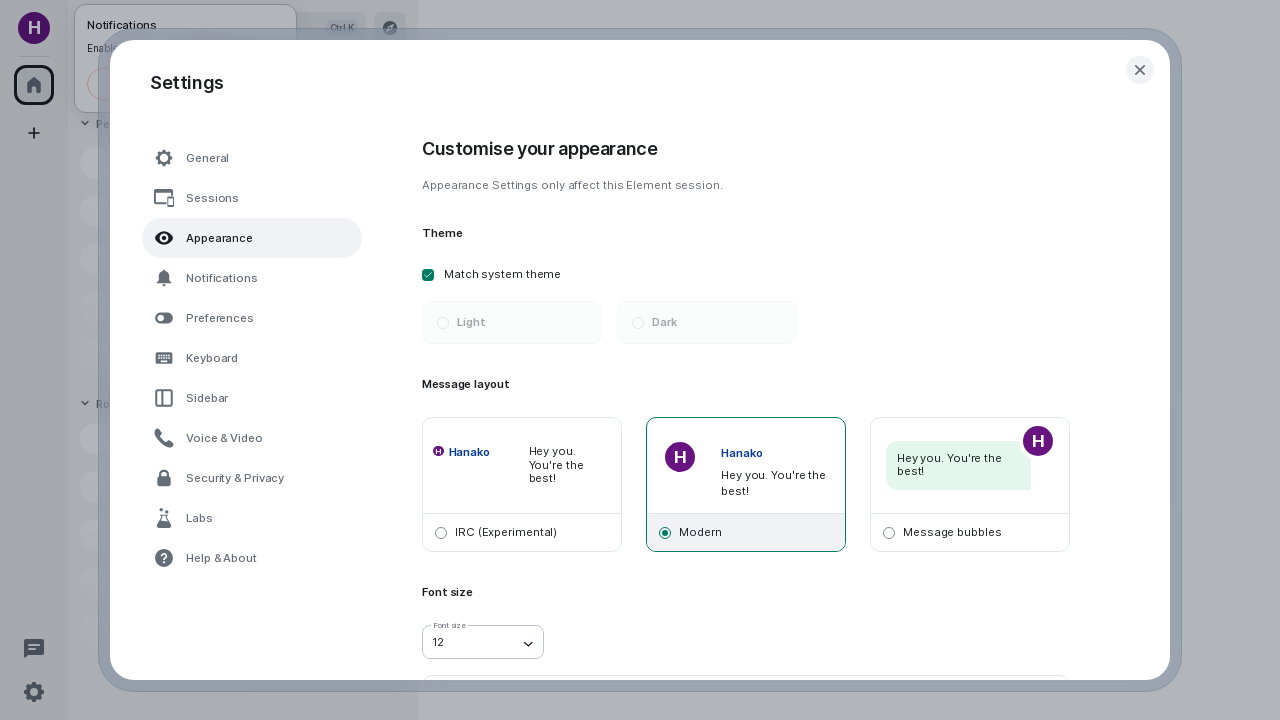 H
Notifications
Ctrl K
Settings
General
Sessions
Appearance
Notifications
Preferences
Keyboard
Sidebar
Voice & Video
Security & Privacy
Labs
Help & About
Customise your appearance
Appearance Settings only affect this Element session.
Theme
Match system theme
Light
Dark
Message layout
H Hanako
Hey you.
You're the
best!
IRC (Experimental)
H
Hanako
Hey you. You're the
best!
Modern
H
Hey you. You're the
best!
Message bubbles
Font size
Font size
12